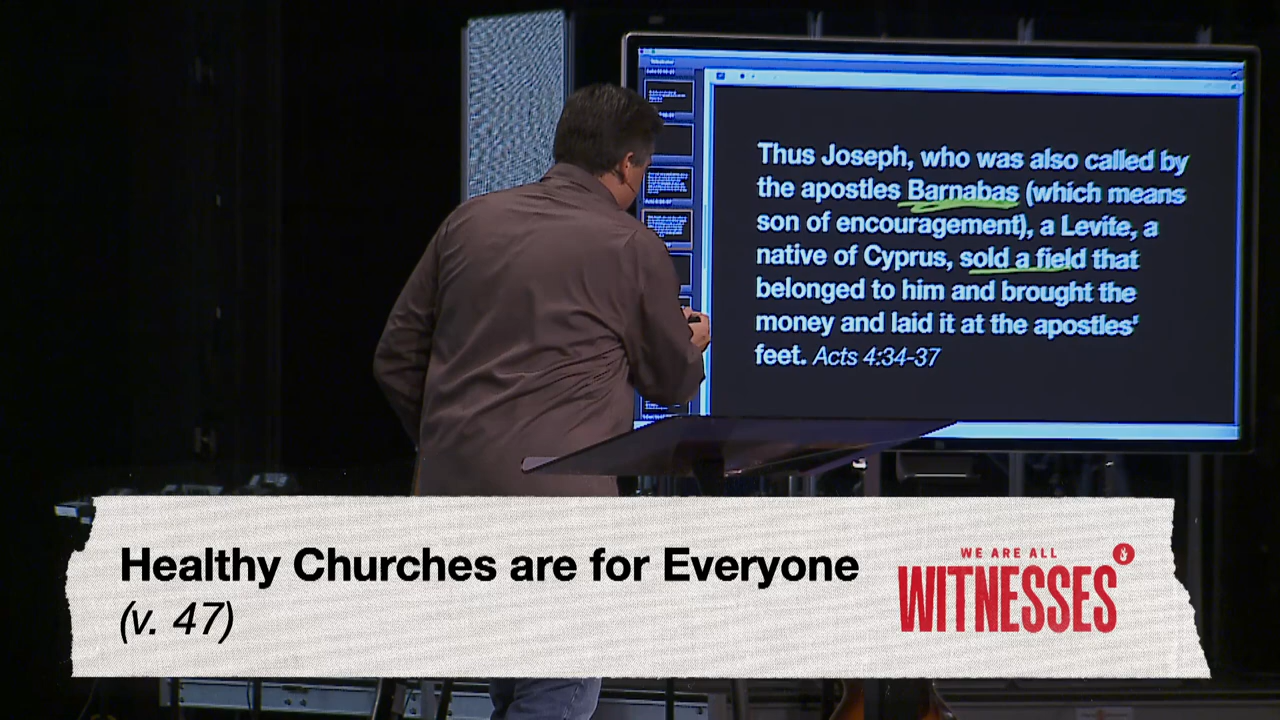 Thus Joseph, who was also called by
the apostles Barnabas (which means
son of encouragement), a Levite, a
native of Cyprus, sold a field that
belonged to him and brought the
money and laid it at the apostles'
feet. Acts 4:34-37
Healthy Churches are for Everyone
(v. 47)
WE ARE ALL
WITNESSES